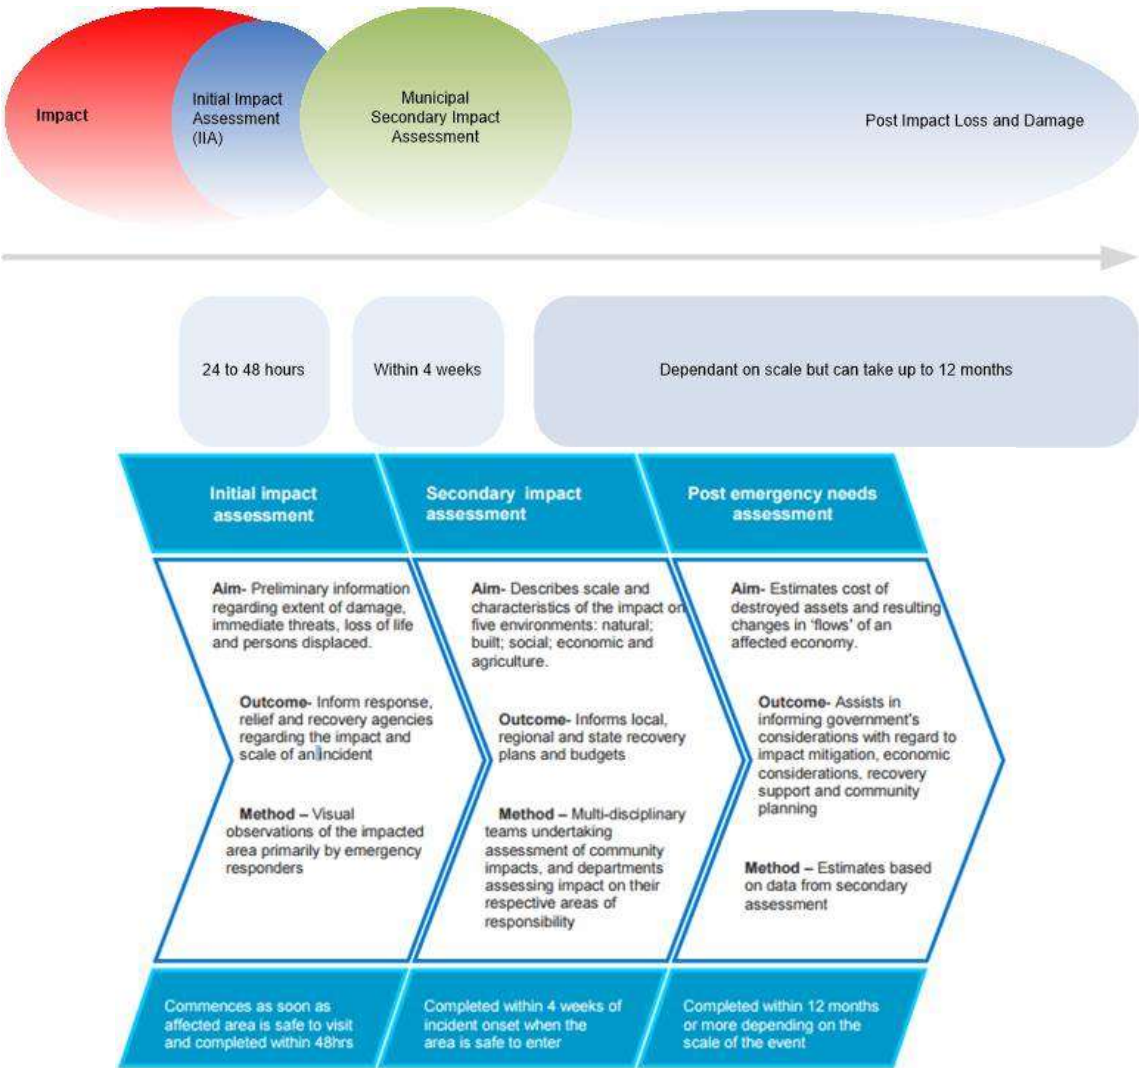 Impact
Initial Impact
Assessment
(IIA)
Municipal
Secondary Impact
Assessment
Post Impact Loss and Damage
24 to 48 hours
Within 4 weeks
Dependant on scale but can take up to 12 months
Initial impact
assessment
Aim- Preliminary information
regarding extent of damage,
immediate threats, loss of life
and persons displaced.
Outcome- Inform response,
relief and recovery agencies
regarding the impact and
scale of an incident
Method – Visual
observations of the impacted
area primarily by emergency
responders
Commences as soon as
affected area is safe to visit
and completed within 48hrs
Secondary impact
assessment
Aim- Describes scale and
characteristics of the impact on
five environments: natural;
built; social; economic and
agriculture.
Outcome- Informs local,
regional and state recovery
plans and budgets
Method – Multi-disciplinary
teams undertaking
assessment of community
impacts, and departments
assessing impact on their
respective areas of
responsibility
Completed within 4 weeks of
incident onset when the
area is safe to enter
Post emergency needs
assessment
Aim- Estimates cost of
destroyed assets and resulting
changes in 'flows' of an
affected economy.
Outcome- Assists in
informing government's
considerations with regard to
impact mitigation, economic
considerations, recovery
support and community
planning
Method – Estimates based
on data from secondary
assessment
Completed within 12 months
or more depending on the
scale of the event